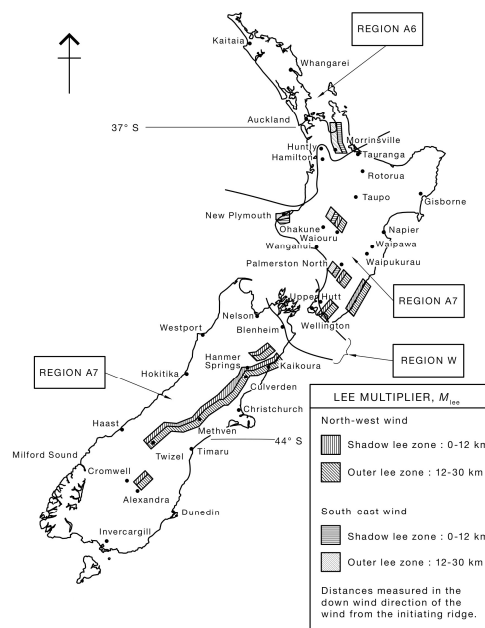 REGION A6
Kaitaia
Whangarei
Auckland
37° S
Morrinsville
Huntly
Tauranga
Hamilton
Rotorua
Taupo
Gisborne
New Plymouth
Ohakune
Napier
Waiouru
Wanganui
Waipawa
Waipukurau
Palmerston North
REGION A7
Upper Hutt
Nelson
Wellington
Blenheim
Westport
REGION W
Hanmer
Springs
Kaikoura
REGION A7
Hokitika
Culverden
Christchurch
Haast
Methven
44° S
Milford Sound
Twizel
Timaru
Cromwell
Alexandra
Dunedin
Invercargill
LEE MULTIPLIER, Mlee
North-west wind
Shadow lee zone : 0-12 km
Outer lee zone : 12-30 km
South east wind
Shadow lee zone : 0-12 km
Outer lee zone : 12-30 km
Distances measured in the
down wind direction of the
wind from the initiating ridge.